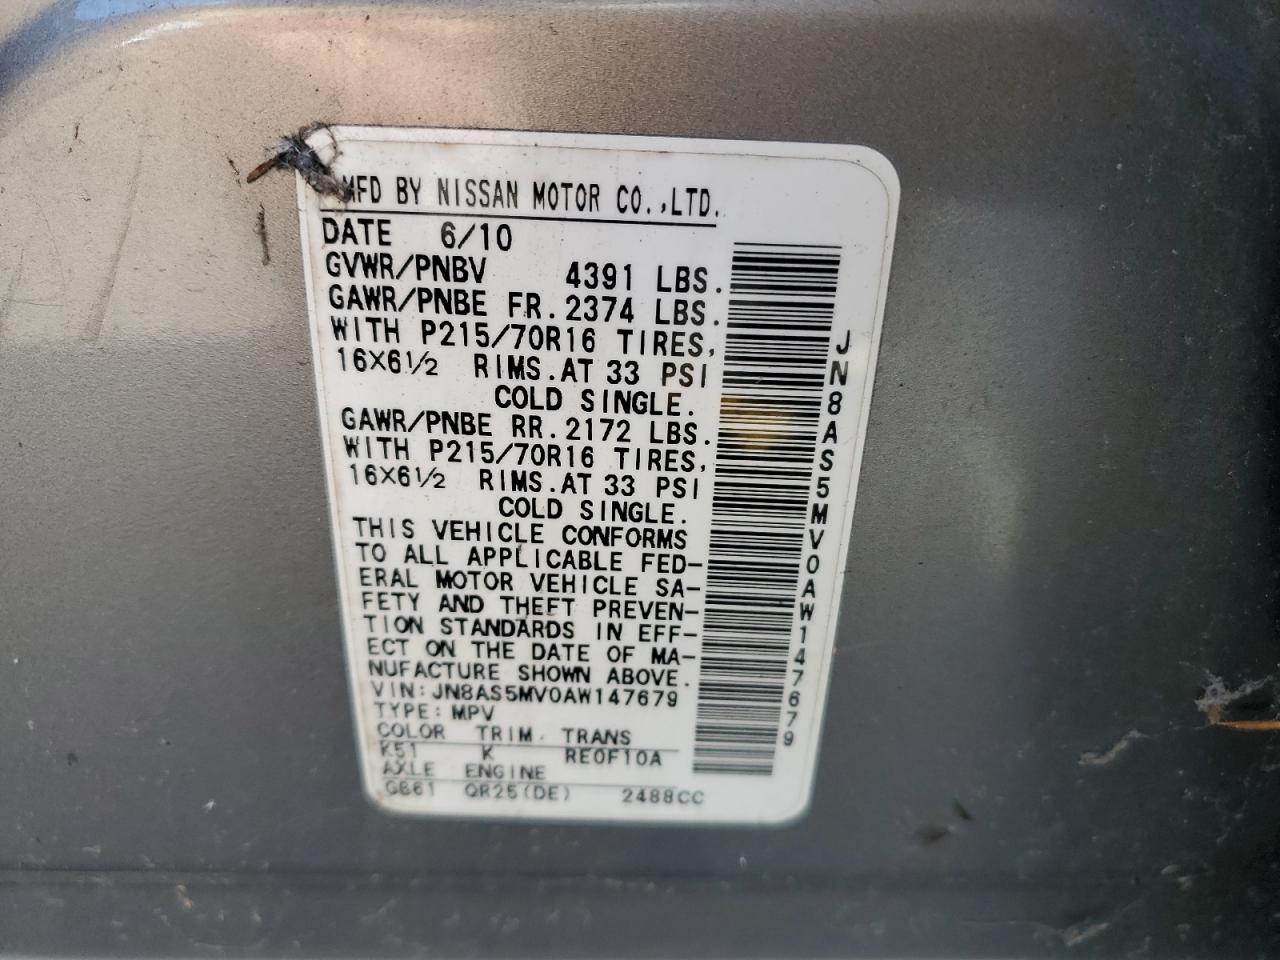 MFD BY NISSAN MOTOR CO.,LTD.
DATE 6/10
GVWR/PNBV 4391 LBS.
GAWR/PNBE FR.2374 LBS.
WITH P215/70R16 TIRES,
16X6½ RIMS.AT 33 PSI
COLD SINGLE.
GAWR/PNBE RR.2172 LBS.
WITH P215/70R16 TIRES,
16X6½ RIMS.AT 33 PSI
COLD SINGLE.
THIS VEHICLE CONFORMS
TO ALL APPLICABLE FED-
ERAL MOTOR VEHICLE SA-
FETY AND THEFT PREVEN-
TION STANDARDS IN EFF-
ECT ON THE DATE OF MA-
NUFACTURE SHOWN ABOVE.
VIN:JN8AS5MV0AW147679
TYPE:MPV
COLOR TRIM. TRANS
K51 K RE0F10A
AXLE ENGINE
GB61 QR25(DE) 2488CC
JN8AS5MV0AW147679